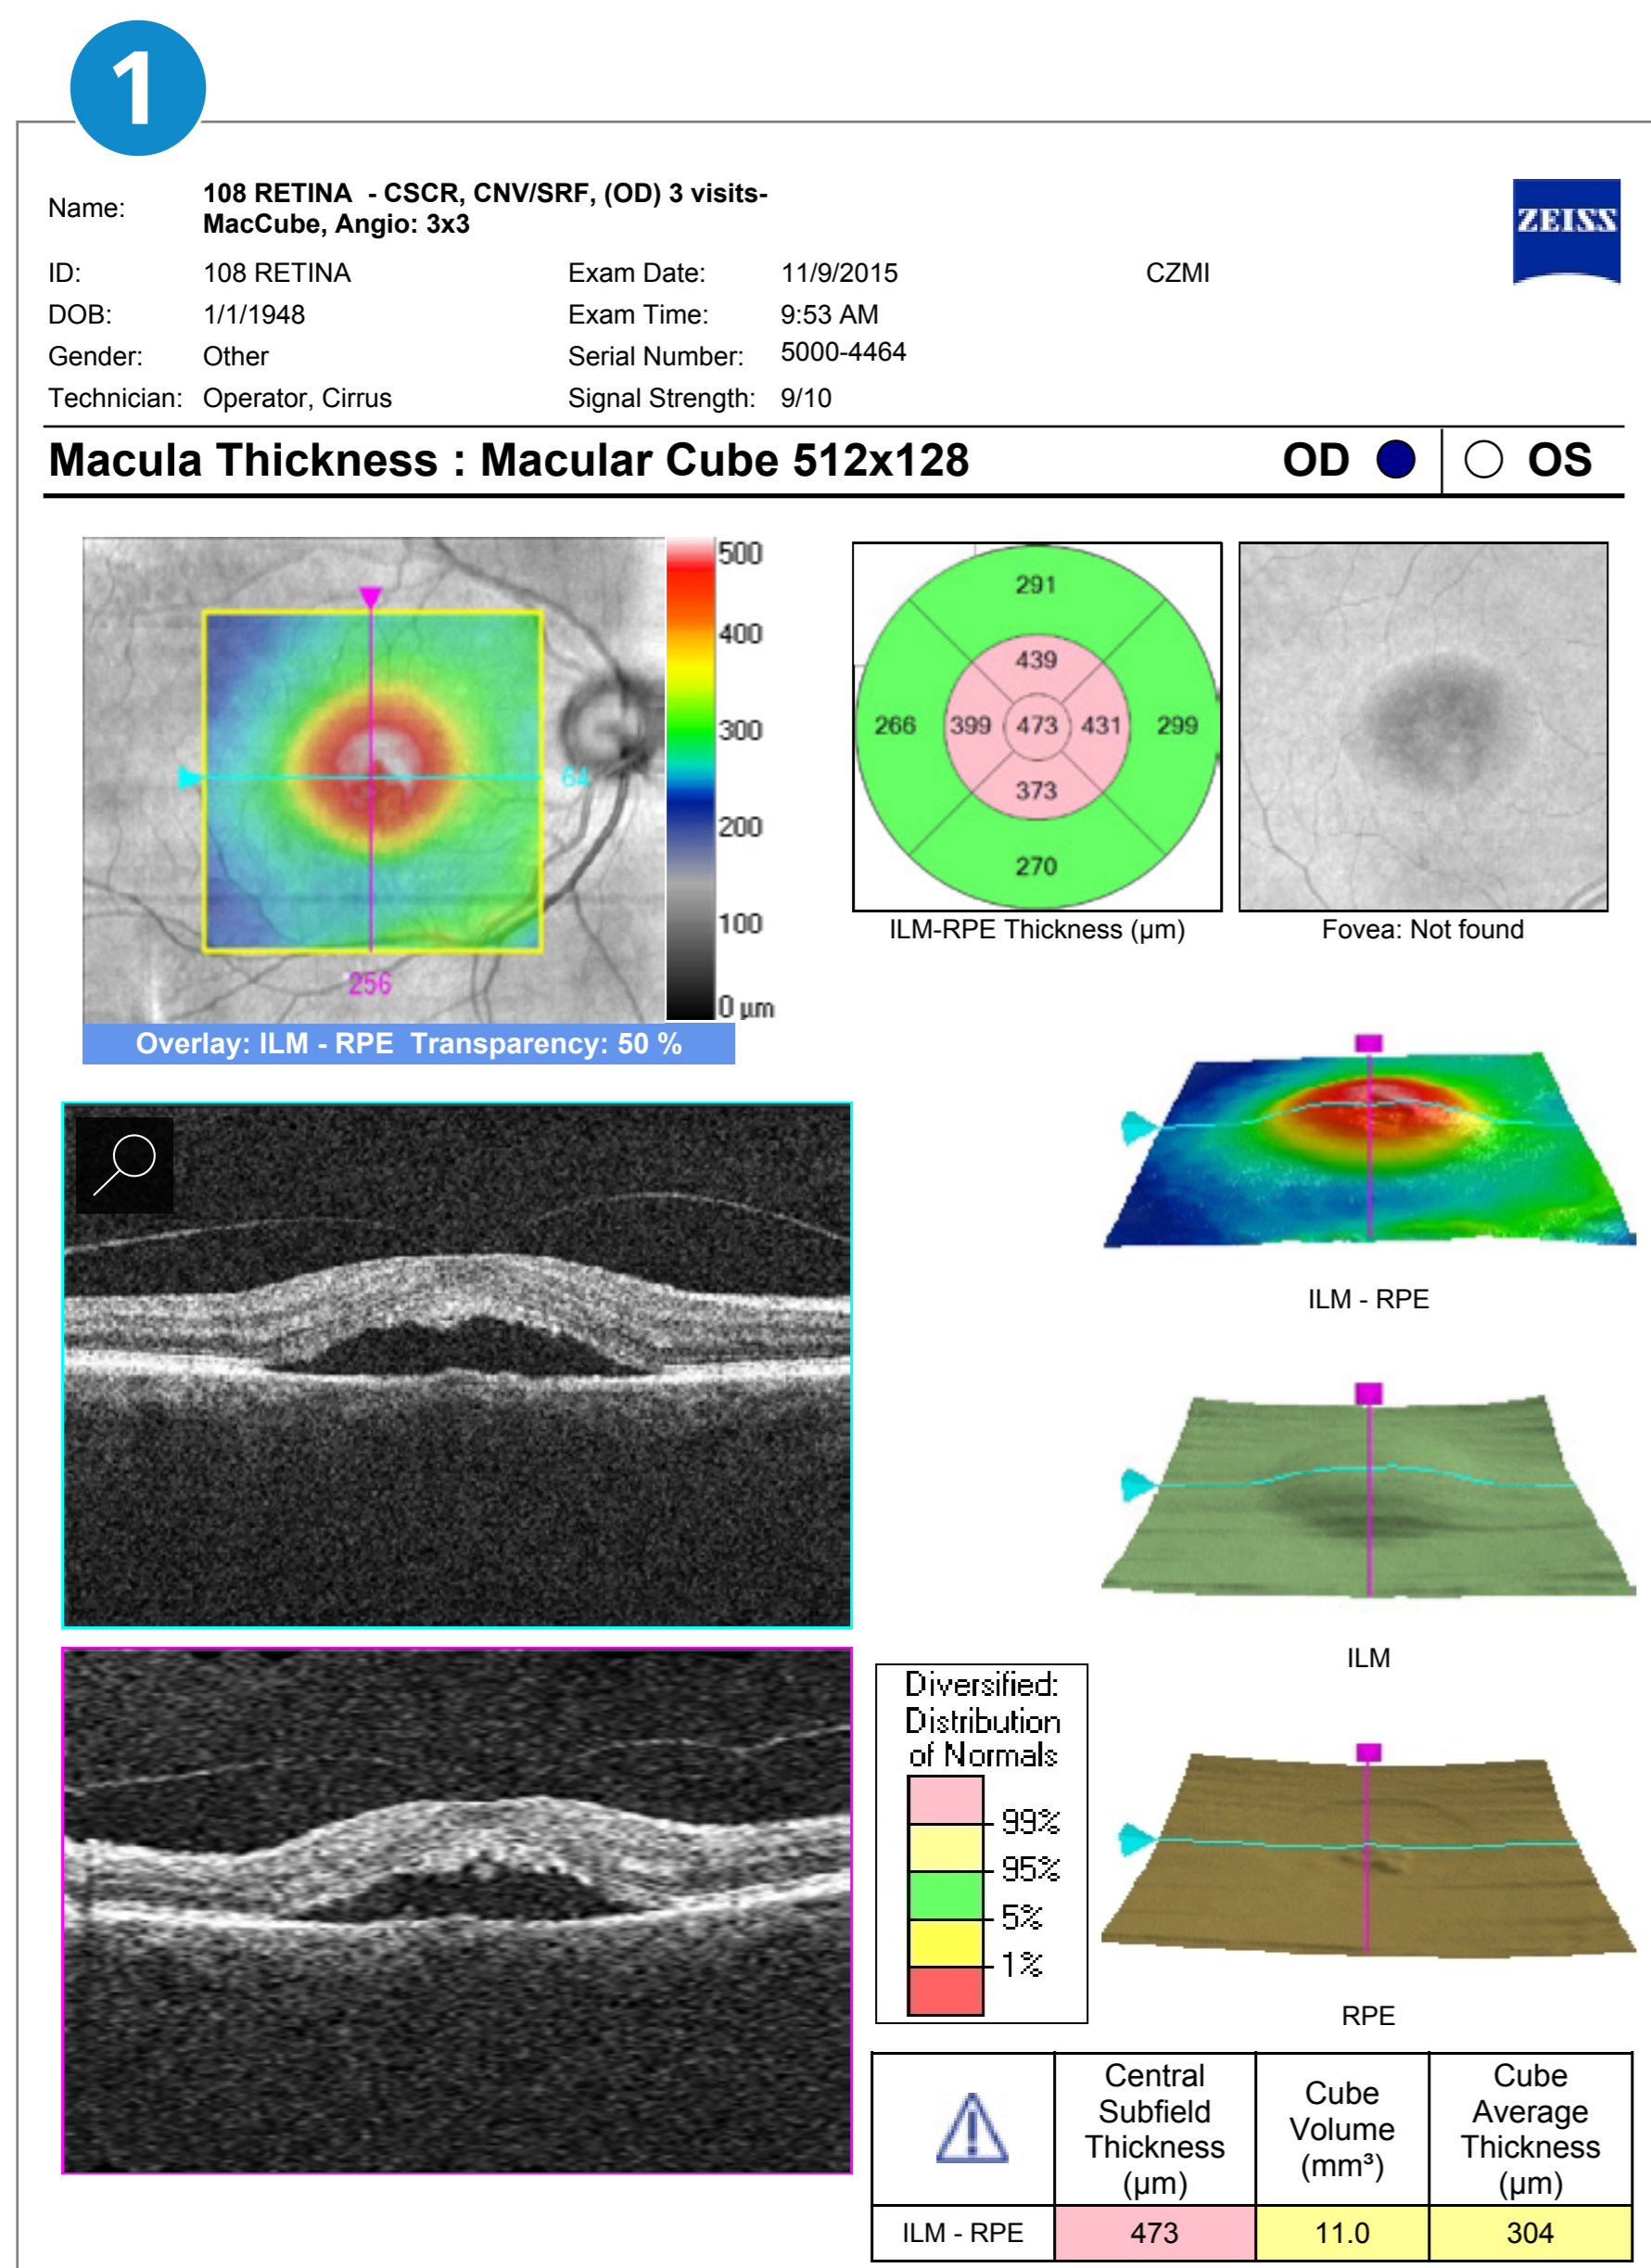 1
Name: 108 RETINA - CSCR, CNV/SRF, (OD) 3 visits-
MacCube, Angio: 3x3
ZEISS
ID: 108 RETINA Exam Date: 11/9/2015 CZMI
DOB: 1/1/1948 Exam Time: 9:53 AM
Gender: Other Serial Number: 5000-4464
Technician: Operator, Cirrus Signal Strength: 9/10
Macula Thickness : Macular Cube 512x128 OD OS
500
400
300
200
100
0 µm
64
256
Overlay: ILM - RPE Transparency: 50 %
291
439
266 399 473 431 299
373
270
ILM-RPE Thickness (µm)
Fovea: Not found
ILM - RPE
ILM
RPE
Diversified:
Distribution
of Normals
99%
95%
5%
1%
Central
Subfield
Thickness
(µm)
Cube
Volume
(mm³)
Cube
Average
Thickness
(µm)
ILM - RPE 473 11.0 304